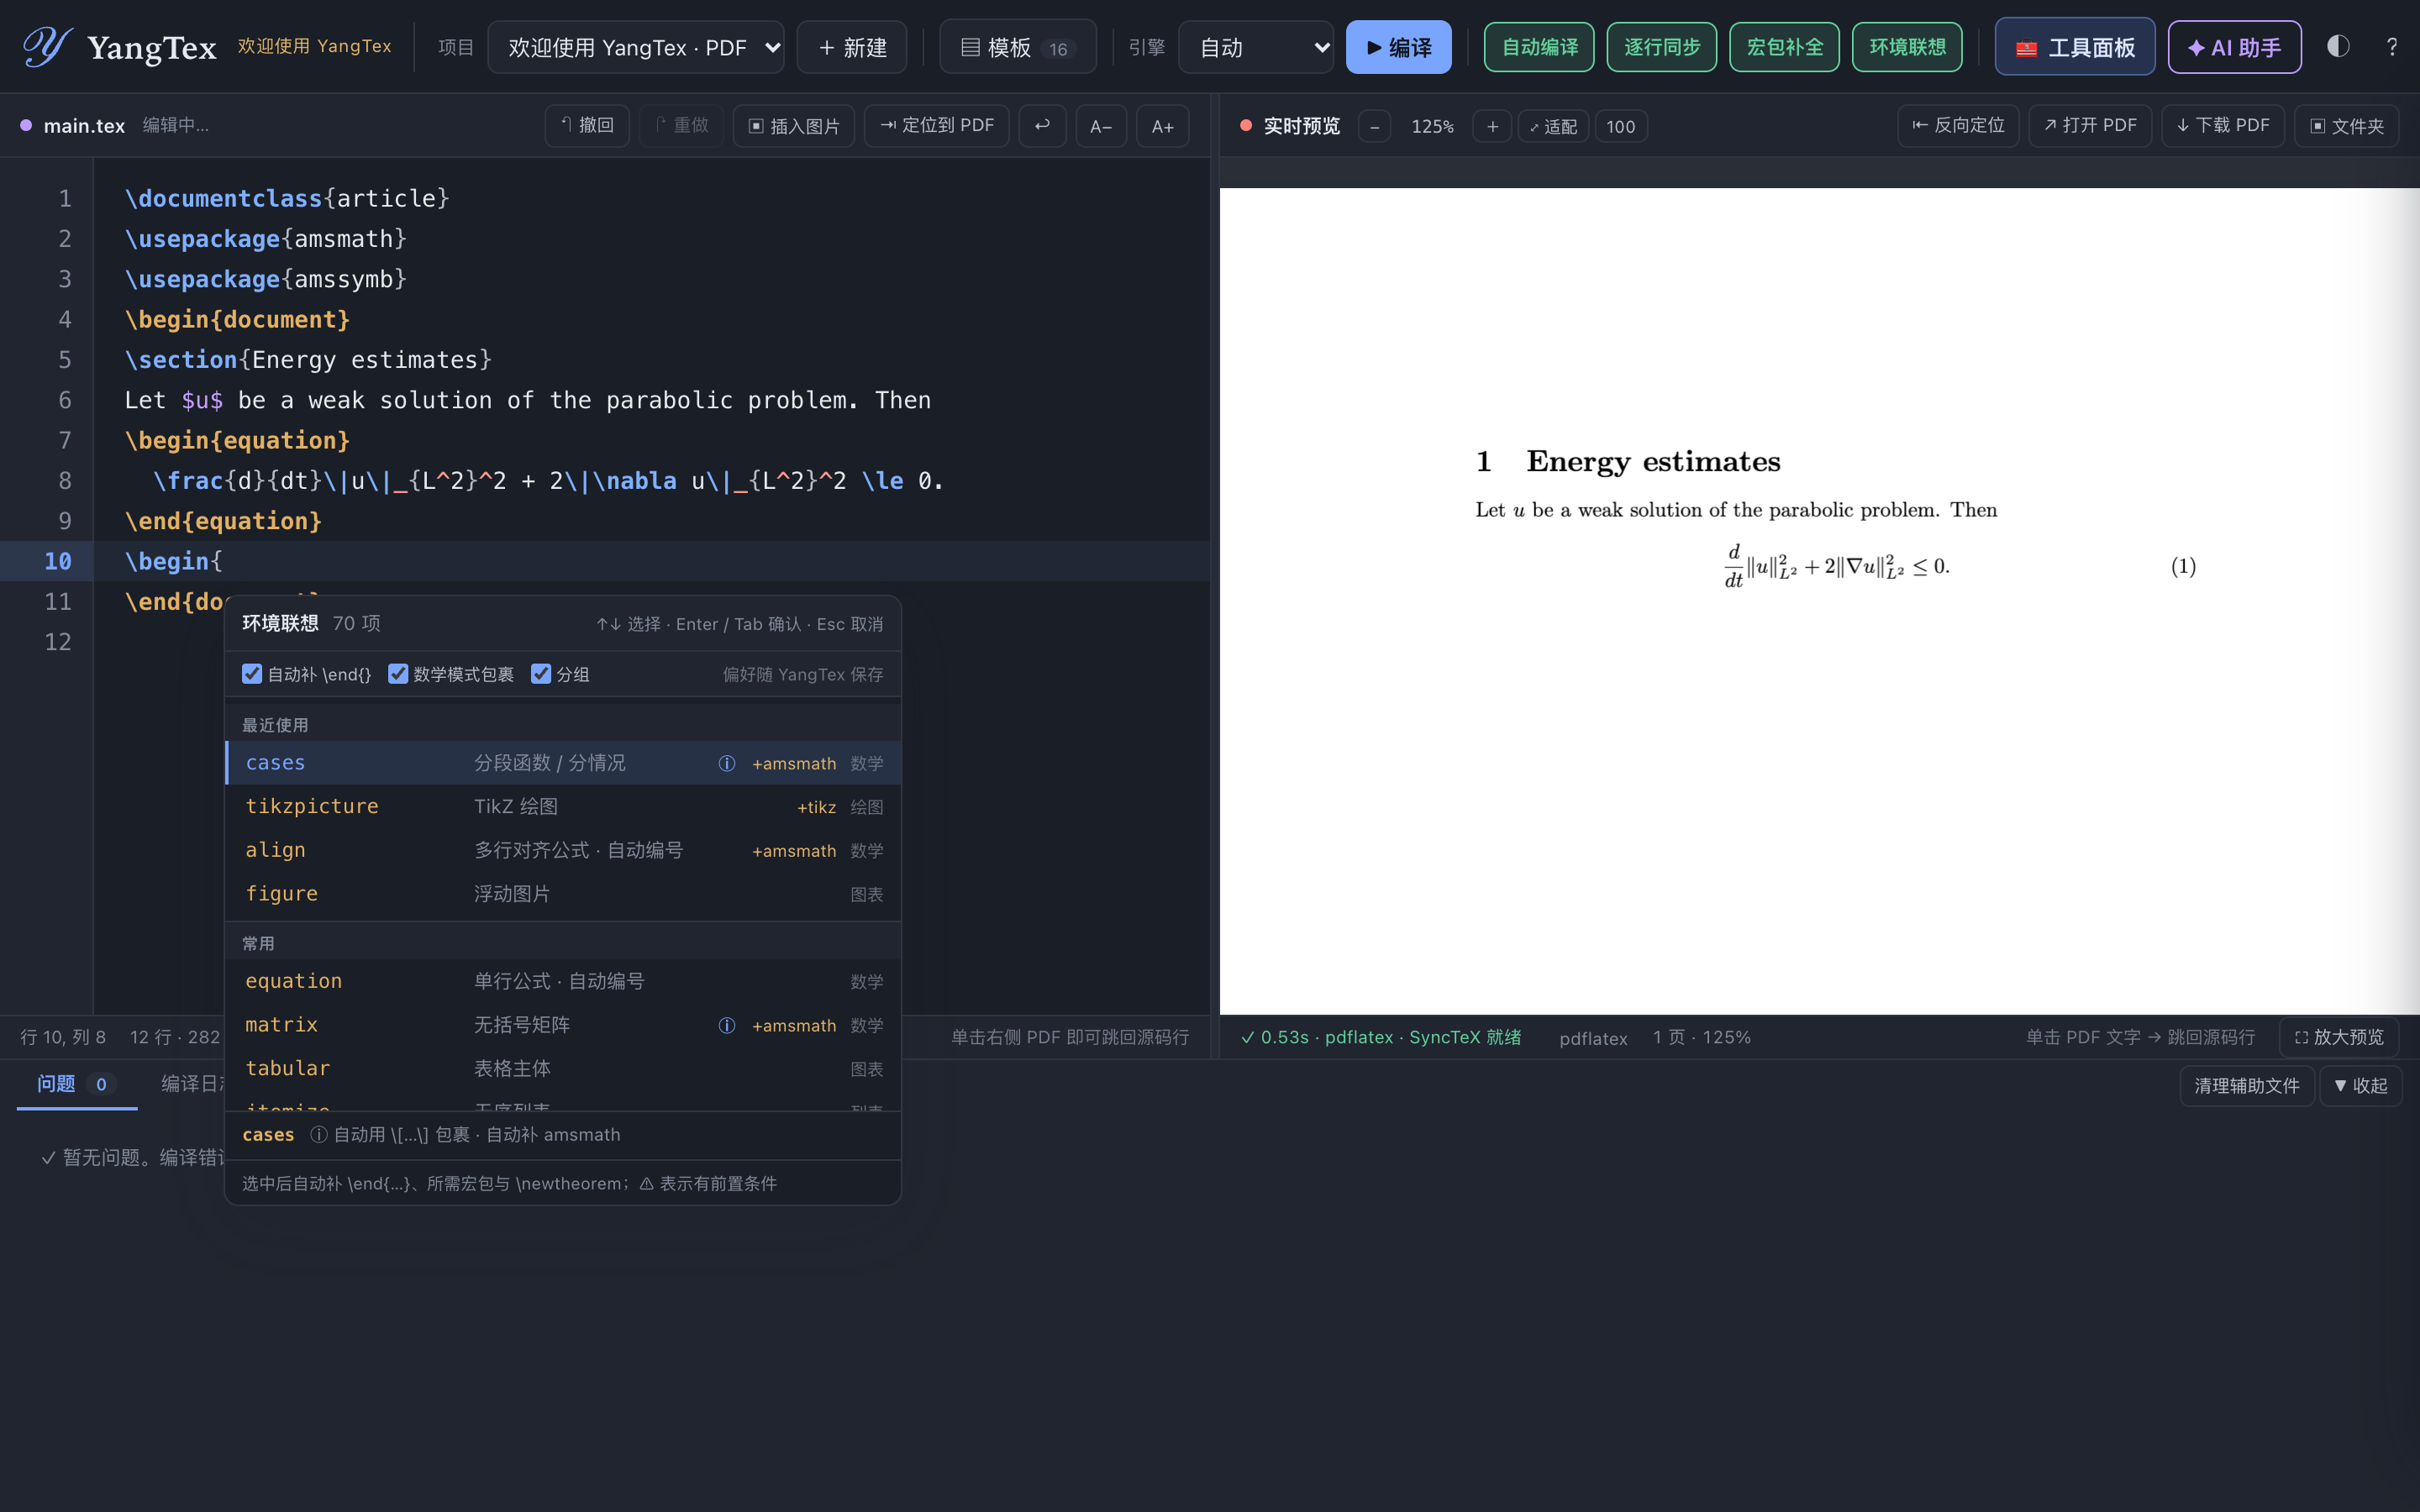 YangTex 欢迎使用 YangTex 项目 欢迎使用 YangTex · PDF + 新建 模板 16 引擎 自动 ▶ 编译 自动编译 逐行同步 宏包补全 环境联想 工具面板 ✦ AI 助手 ?
main.tex 编辑中... 撤回 重做 插入图片 定位到 PDF ↩ A− A+
1 \documentclass{article}
2 \usepackage{amsmath}
3 \usepackage{amssymb}
4 \begin{document}
5 \section{Energy estimates}
6 Let $u$ be a weak solution of the parabolic problem. Then
7 \begin{equation}
8 \frac{d}{dt}\|u\|_{L^2}^2 + 2\|\nabla u\|_{L^2}^2 \le 0.
9 \end{equation}
10 \begin{
11 \end{do
12
环境联想 70 项 ↑↓ 选择 · Enter / Tab 确认 · Esc 取消
自动补 \end{} 数学模式包裹 分组 偏好随 YangTex 保存
最近使用
cases 分段函数 / 分情况 ⓘ +amsmath 数学
tikzpicture TikZ 绘图 +tikz 绘图
align 多行对齐公式 · 自动编号 +amsmath 数学
figure 浮动图片 图表
常用
equation 单行公式 · 自动编号 数学
matrix 无括号矩阵 ⓘ +amsmath 数学
tabular 表格主体 图表
cases ⓘ 自动用 \[...\] 包裹 · 自动补 amsmath
选中后自动补 \end{...}、所需宏包与 \newtheorem；⚠ 表示有前置条件
行 10, 列 8 12 行 · 282 单击右侧 PDF 即可跳回源码行
问题 0 编译日
✓ 暂无问题。编译错
实时预览 − 125% + 适配 100 ⇤ 反向定位 ↗ 打开 PDF ↓ 下载 PDF 文件夹
1 Energy estimates
Let u be a weak solution of the parabolic problem. Then
d/dt ‖u‖²_{L²} + 2‖∇u‖²_{L²} ≤ 0. (1)
✓ 0.53s · pdflatex · SyncTeX 就绪 pdflatex 1 页 · 125% 单击 PDF 文字 → 跳回源码行 放大预览
清理辅助文件 ▼ 收起